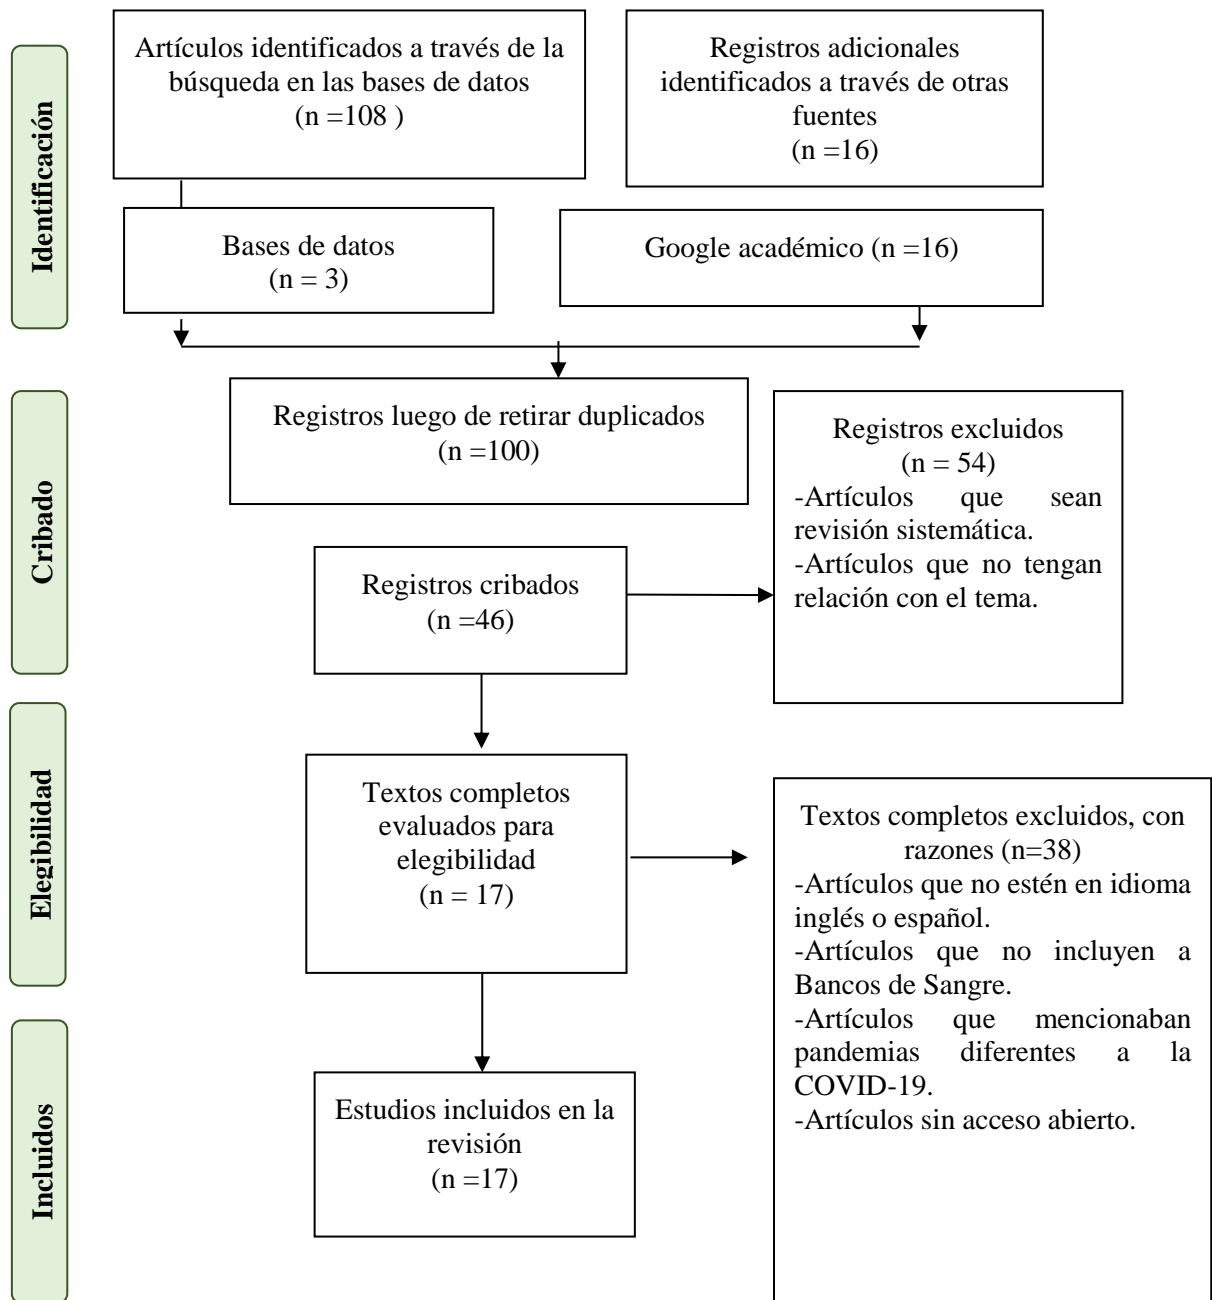 Identificación
Artículos identificados a través de la
búsqueda en las bases de datos
(n =108 )
Registros adicionales
identificados a través de otras
fuentes
(n =16)
Bases de datos
(n = 3)
Google académico (n =16)
Cribado
Registros luego de retirar duplicados
(n =100)
Registros excluidos
(n = 54)
-Artículos que sean
revisión sistemática.
-Artículos que no tengan
relación con el tema.
Registros cribados
(n =46)
Elegibilidad
Textos completos
evaluados para
elegibilidad
(n = 17)
Textos completos excluidos, con
razones (n=38)
-Artículos que no estén en idioma
inglés o español.
-Artículos que no incluyen a
Bancos de Sangre.
-Artículos que mencionaban
pandemias diferentes a la
COVID-19.
-Artículos sin acceso abierto.
Incluidos
Estudios incluidos en la
revisión
(n =17)